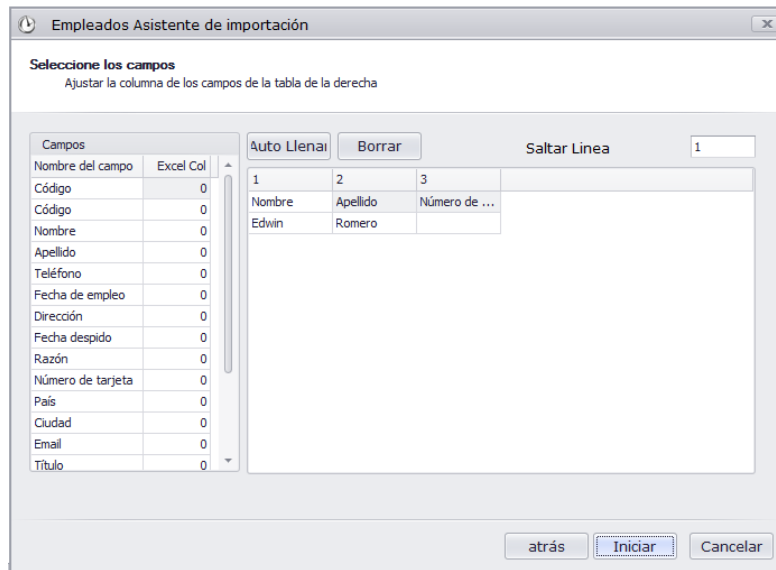 Empleados Asistente de importación
Seleccione los campos
Ajustar la columna de los campos de la tabla de la derecha
Campos
Nombre del campo Excel Col
Código 0
Código 0
Nombre 0
Apellido 0
Teléfono 0
Fecha de empleo 0
Dirección 0
Fecha despido 0
Razón 0
Número de tarjeta 0
País 0
Ciudad 0
Email 0
Título 0
Auto Llenar Borrar Saltar Linea 1
1 2 3
Nombre Apellido Número de ...
Edwin Romero
atrás Iniciar Cancelar